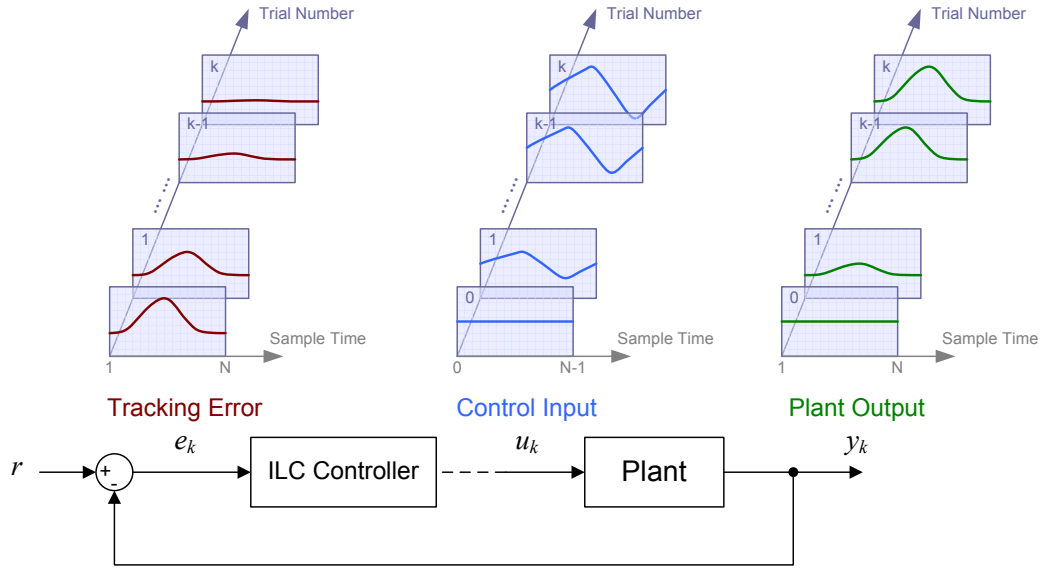 Trial Number
Trial Number
Trial Number
k
k
k
k-1
k-1
k-1
1
1
1
0
0
Sample Time
Sample Time
Sample Time
1
N
0
N-1
1
N
Tracking Error
Control Input
Plant Output
r
+
-
e_k
ILC Controller
u_k
Plant
y_k